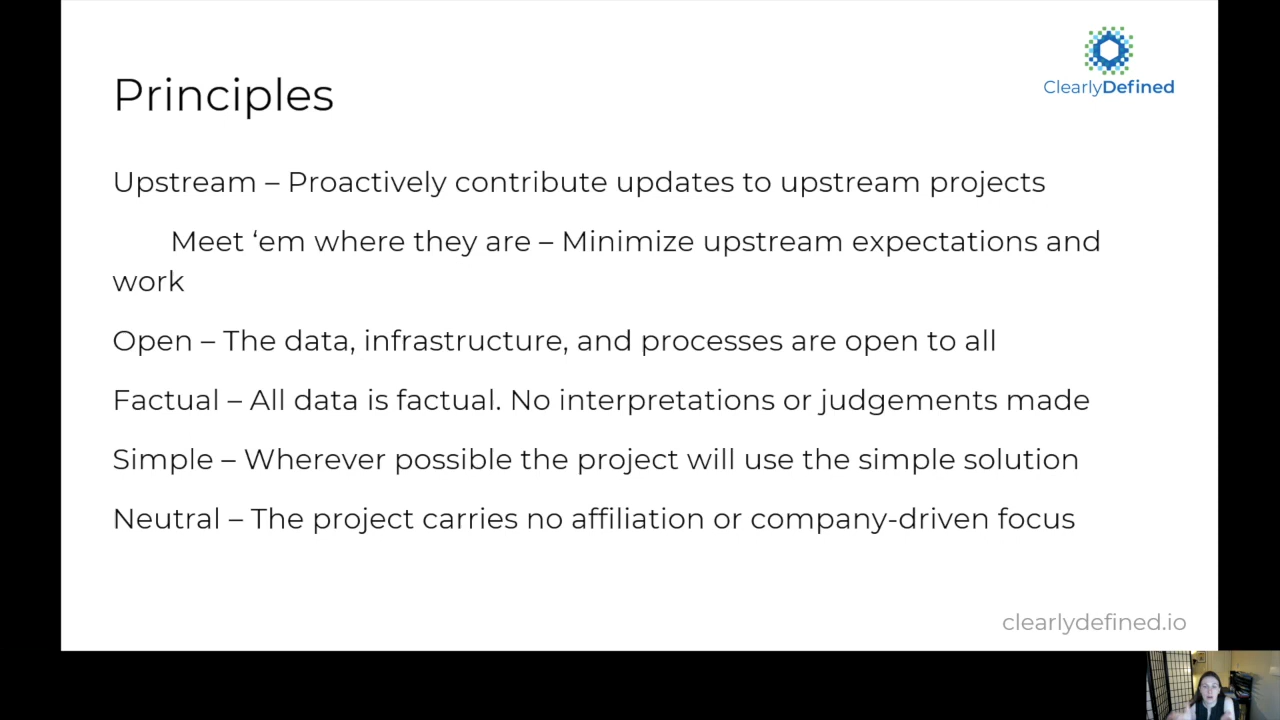 ClearlyDefined
Principles
Upstream – Proactively contribute updates to upstream projects
Meet ‘em where they are – Minimize upstream expectations and
work
Open – The data, infrastructure, and processes are open to all
Factual – All data is factual. No interpretations or judgements made
Simple – Wherever possible the project will use the simple solution
Neutral – The project carries no affiliation or company-driven focus
clearlydefined.io